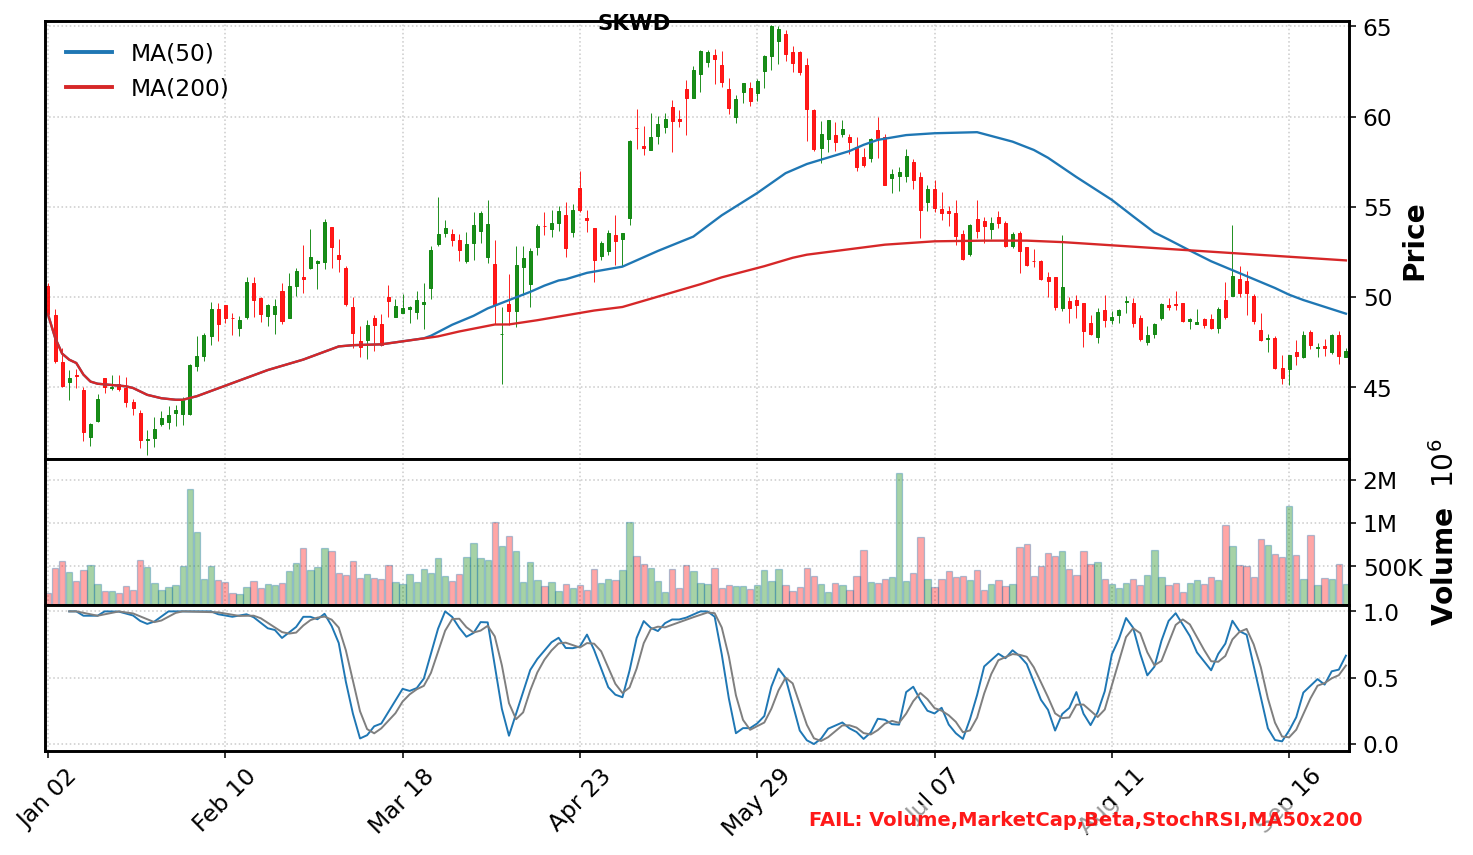 SKWD
MA(50)
MA(200)
65
60
55
50
45
Price
10^6
2M
1M
500K
Volume
1.0
0.5
0.0
Jan 02
Feb 10
Mar 18
Apr 23
May 29
Jul 07
Aug 11
Sep 16
FAIL: Volume,MarketCap,Beta,StochRSI,MA50x200